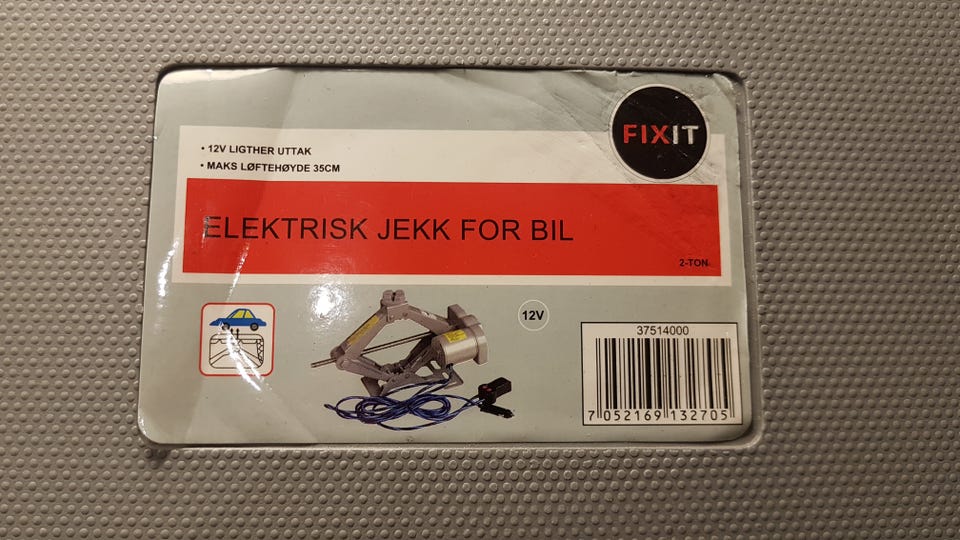 FIXIT
• 12V LIGTHER UTTAK
• MAKS LØFTEHØYDE 35CM
ELEKTRISK JEKK FOR BIL
2-TON
12V
37514000
7 052169 132705